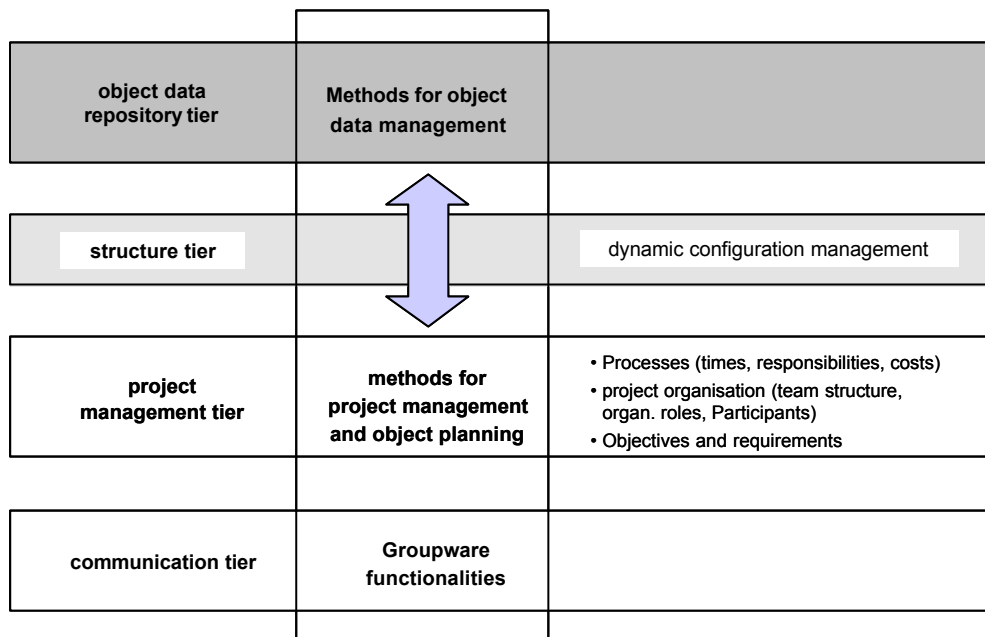 object data
repository tier
Methods for object
data management
structure tier
dynamic configuration management
project
management tier
methods for
project management
and object planning
• Processes (times, responsibilities, costs)
• project organisation (team structure,
organ. roles, Participants)
• Objectives and requirements
communication tier
Groupware
functionalities